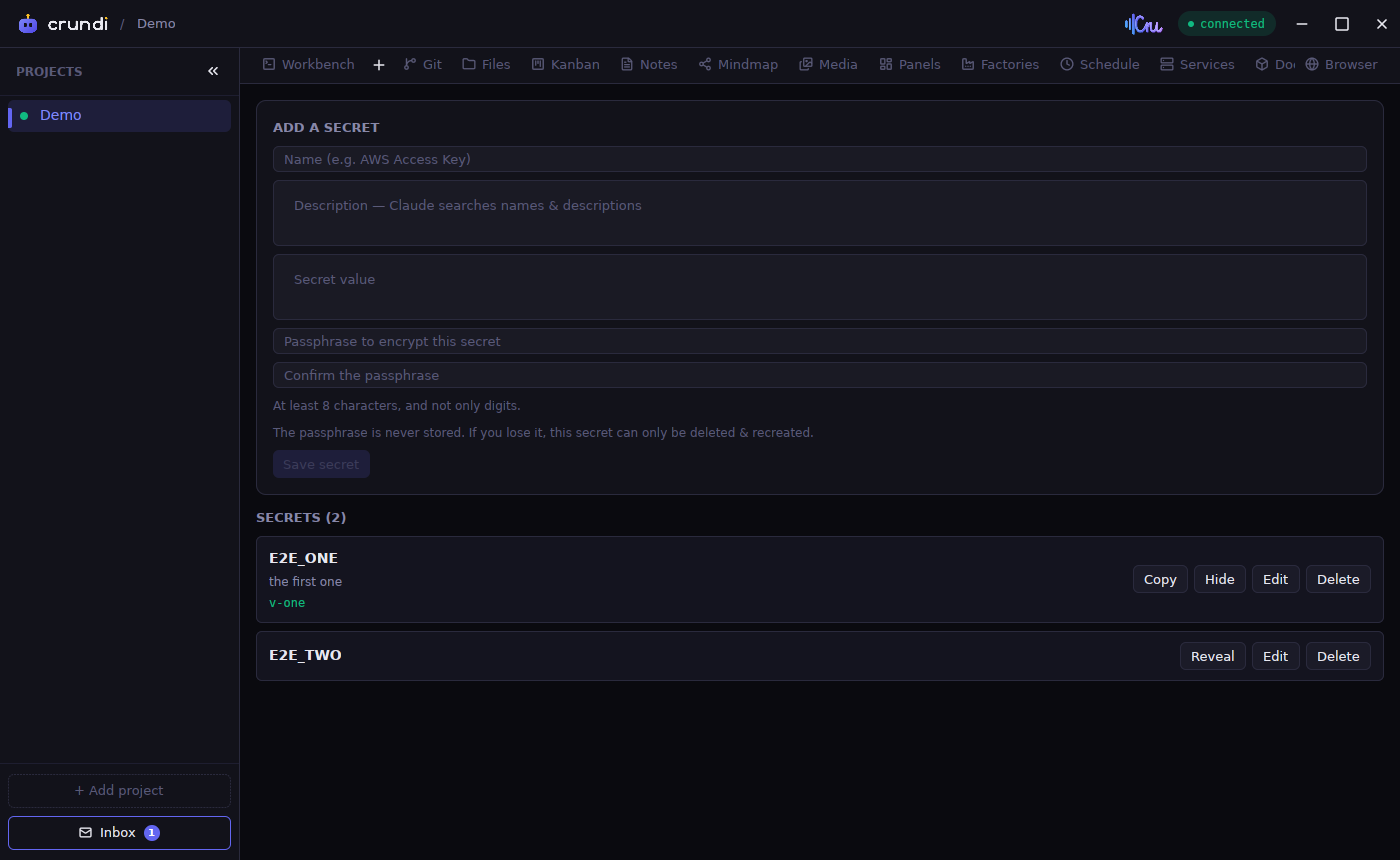 crundi / Demo
Cru
connected
PROJECTS
Workbench + Git Files Kanban Notes Mindmap Media Panels Factories Schedule Services Browser
Demo
ADD A SECRET
Name (e.g. AWS Access Key)
Description — Claude searches names & descriptions
Secret value
Passphrase to encrypt this secret
Confirm the passphrase
At least 8 characters, and not only digits.
The passphrase is never stored. If you lose it, this secret can only be deleted & recreated.
Save secret
SECRETS (2)
E2E_ONE
the first one
v-one
Copy Hide Edit Delete
E2E_TWO
Reveal Edit Delete
+ Add project
Inbox 1